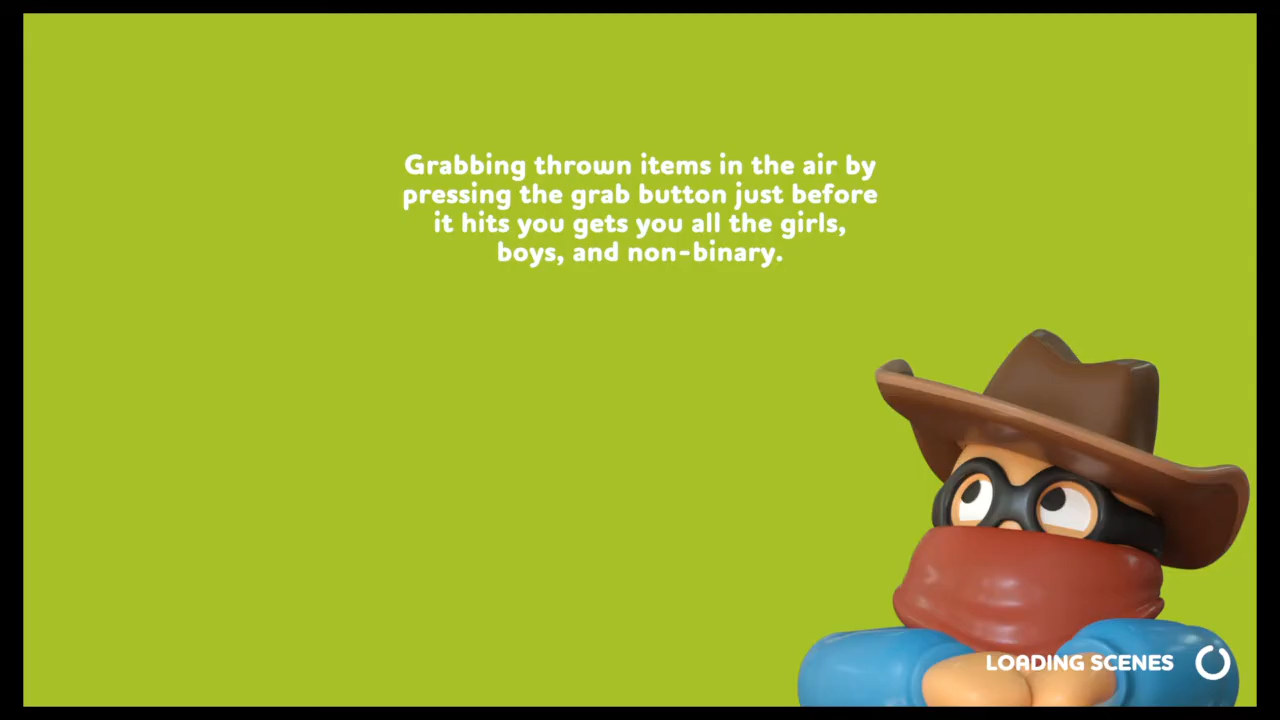 Grabbing thrown items in the air by
pressing the grab button just before
it hits you gets you all the girls,
boys, and non-binary.
LOADING SCENES